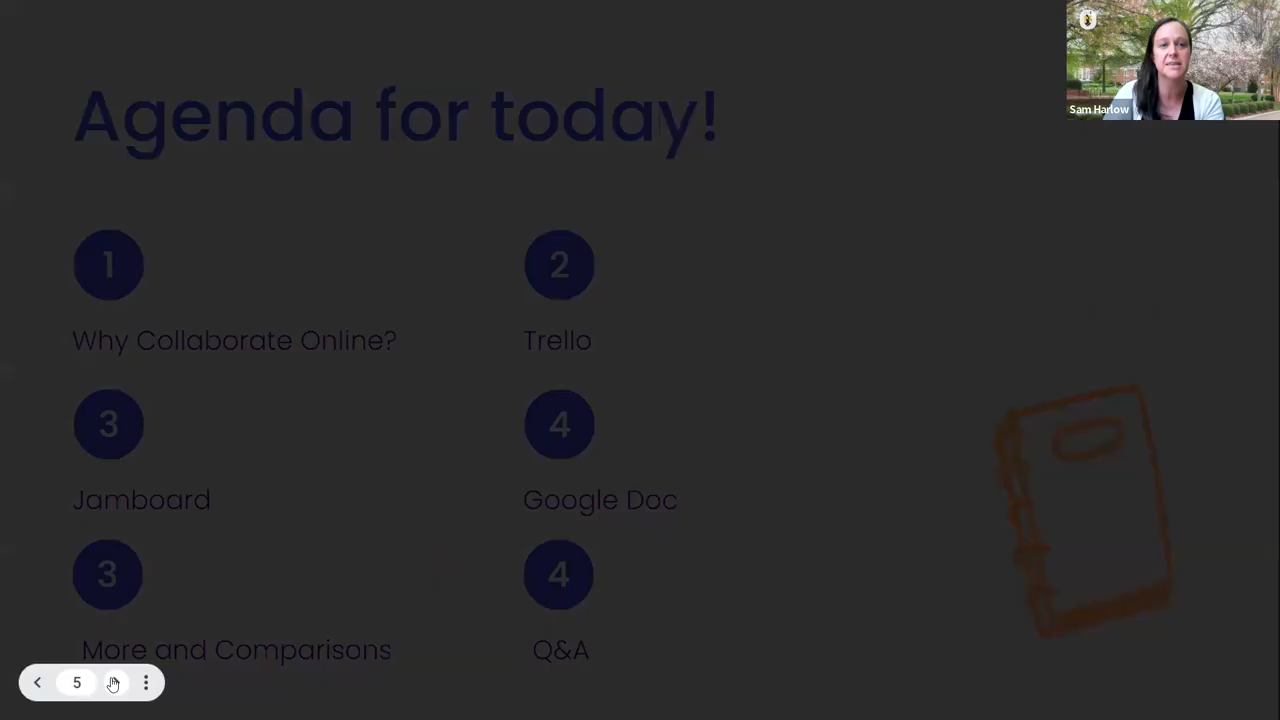 Sam Harlow
Agenda for today!
1
2
Why Collaborate Online?
Trello
3
4
Jamboard
Google Doc
3
4
More and Comparisons
Q&A
5